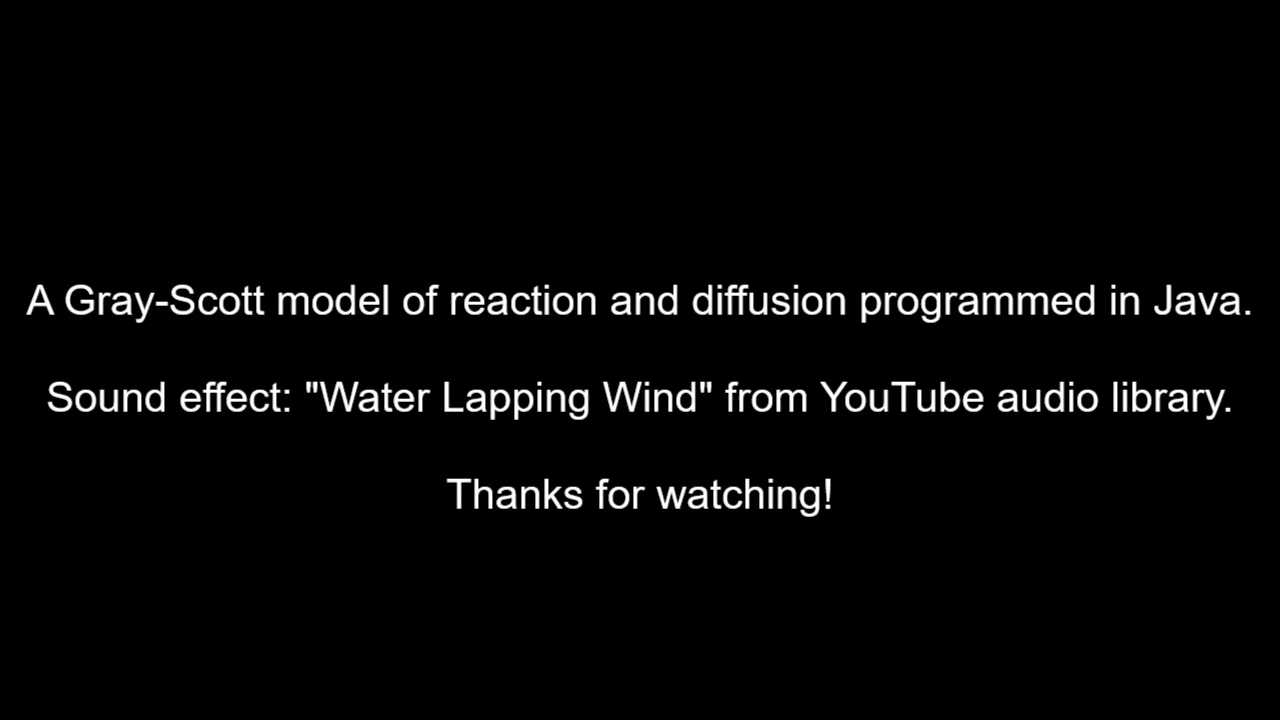 A Gray-Scott model of reaction and diffusion programmed in Java.
Sound effect: "Water Lapping Wind" from YouTube audio library.
Thanks for watching!